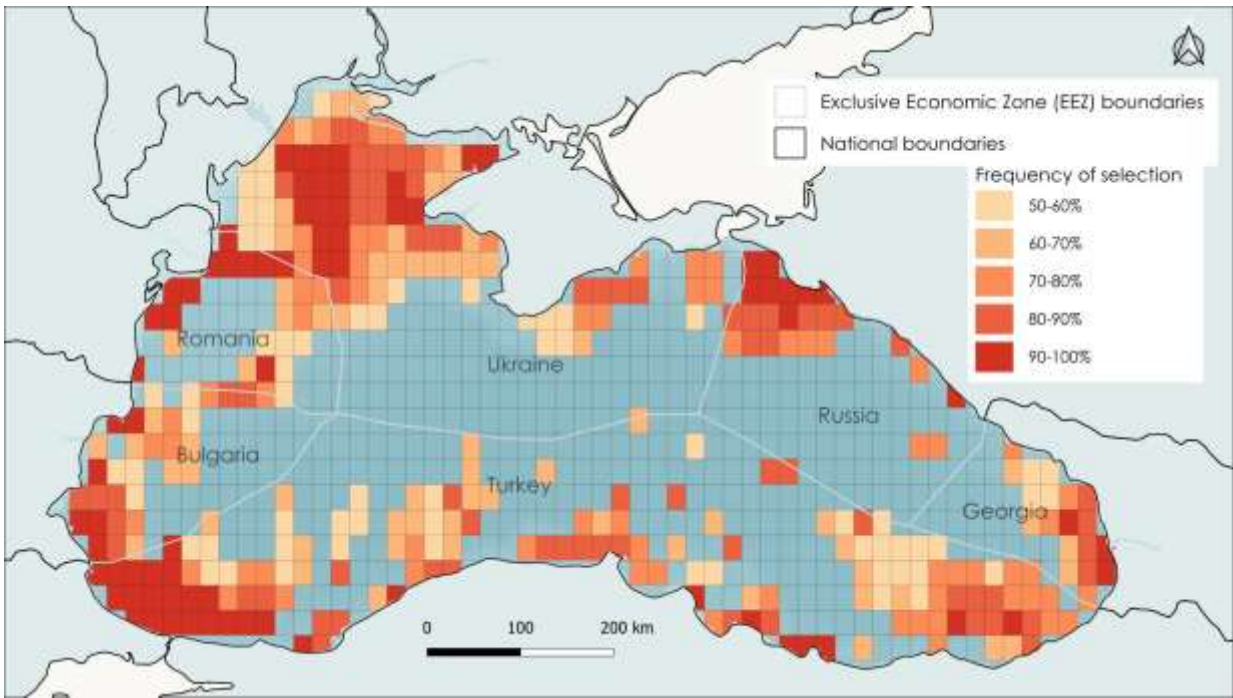 Exclusive Economic Zone (EEZ) boundaries
National boundaries
Frequency of selection
50-60%
60-70%
70-80%
80-90%
90-100%
Romania
Ukraine
Russia
Bulgaria
Turkey
Georgia
0 100 200 km